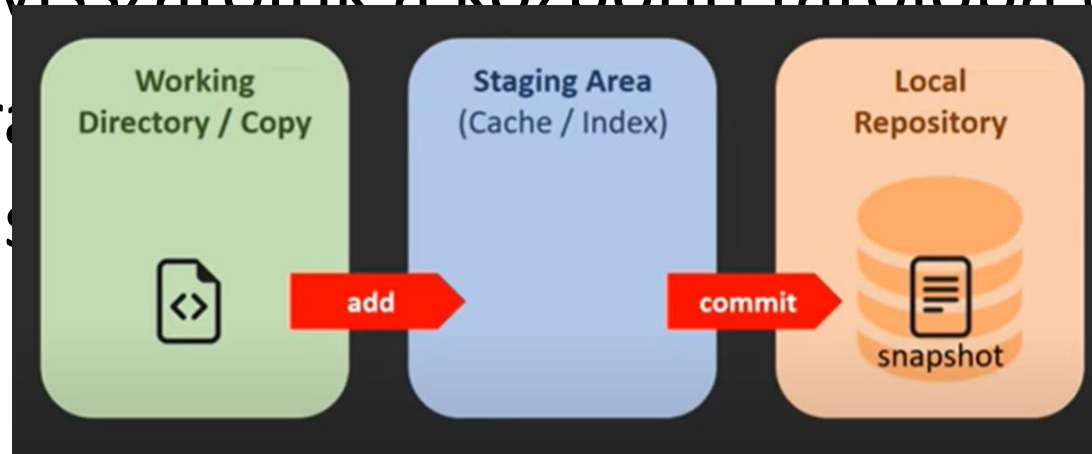 Working
Directory / Copy
Staging Area
(Cache / Index)
Local
Repository
add
commit
snapshot